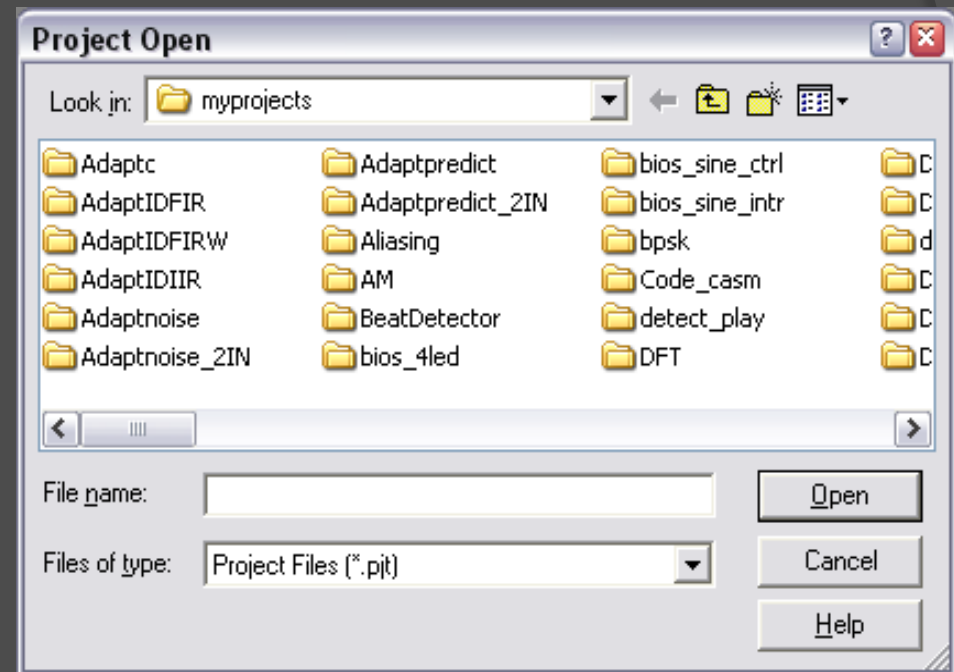 Project Open
Look in: myprojects
Adaptc Adaptpredict bios_sine_ctrl D
AdaptIDFIR Adaptpredict_2IN bios_sine_intr D
AdaptIDFIRW Aliasing bpsk d
AdaptIDIIR AM Code_casm D
Adaptnoise BeatDetector detect_play D
Adaptnoise_2IN bios_4led DFT D
File name: Open
Files of type: Project Files (*.pjt) Cancel
Help